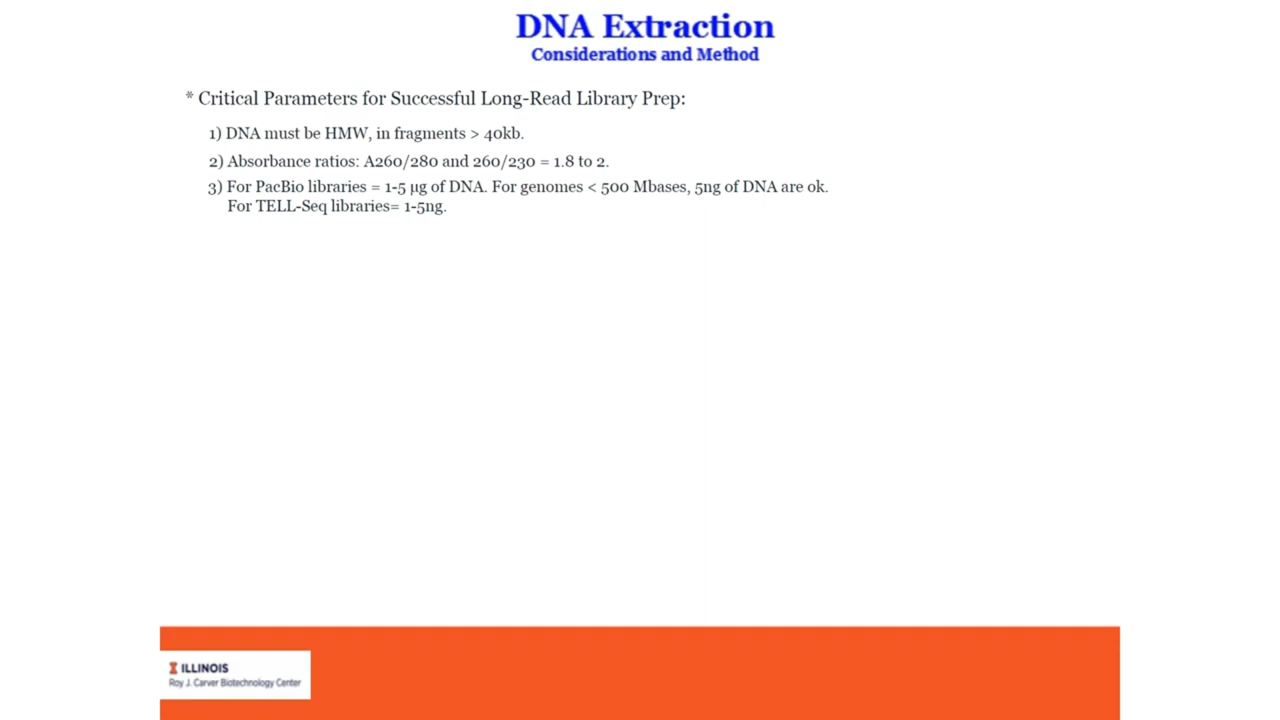 DNA Extraction
Considerations and Method
* Critical Parameters for Successful Long-Read Library Prep:
1) DNA must be HMW, in fragments > 40kb.
2) Absorbance ratios: A260/280 and 260/230 = 1.8 to 2.
3) For PacBio libraries = 1-5 µg of DNA. For genomes < 500 Mbases, 5ng of DNA are ok.
For TELL-Seq libraries= 1-5ng.
I ILLINOIS
Roy J. Carver Biotechnology Center